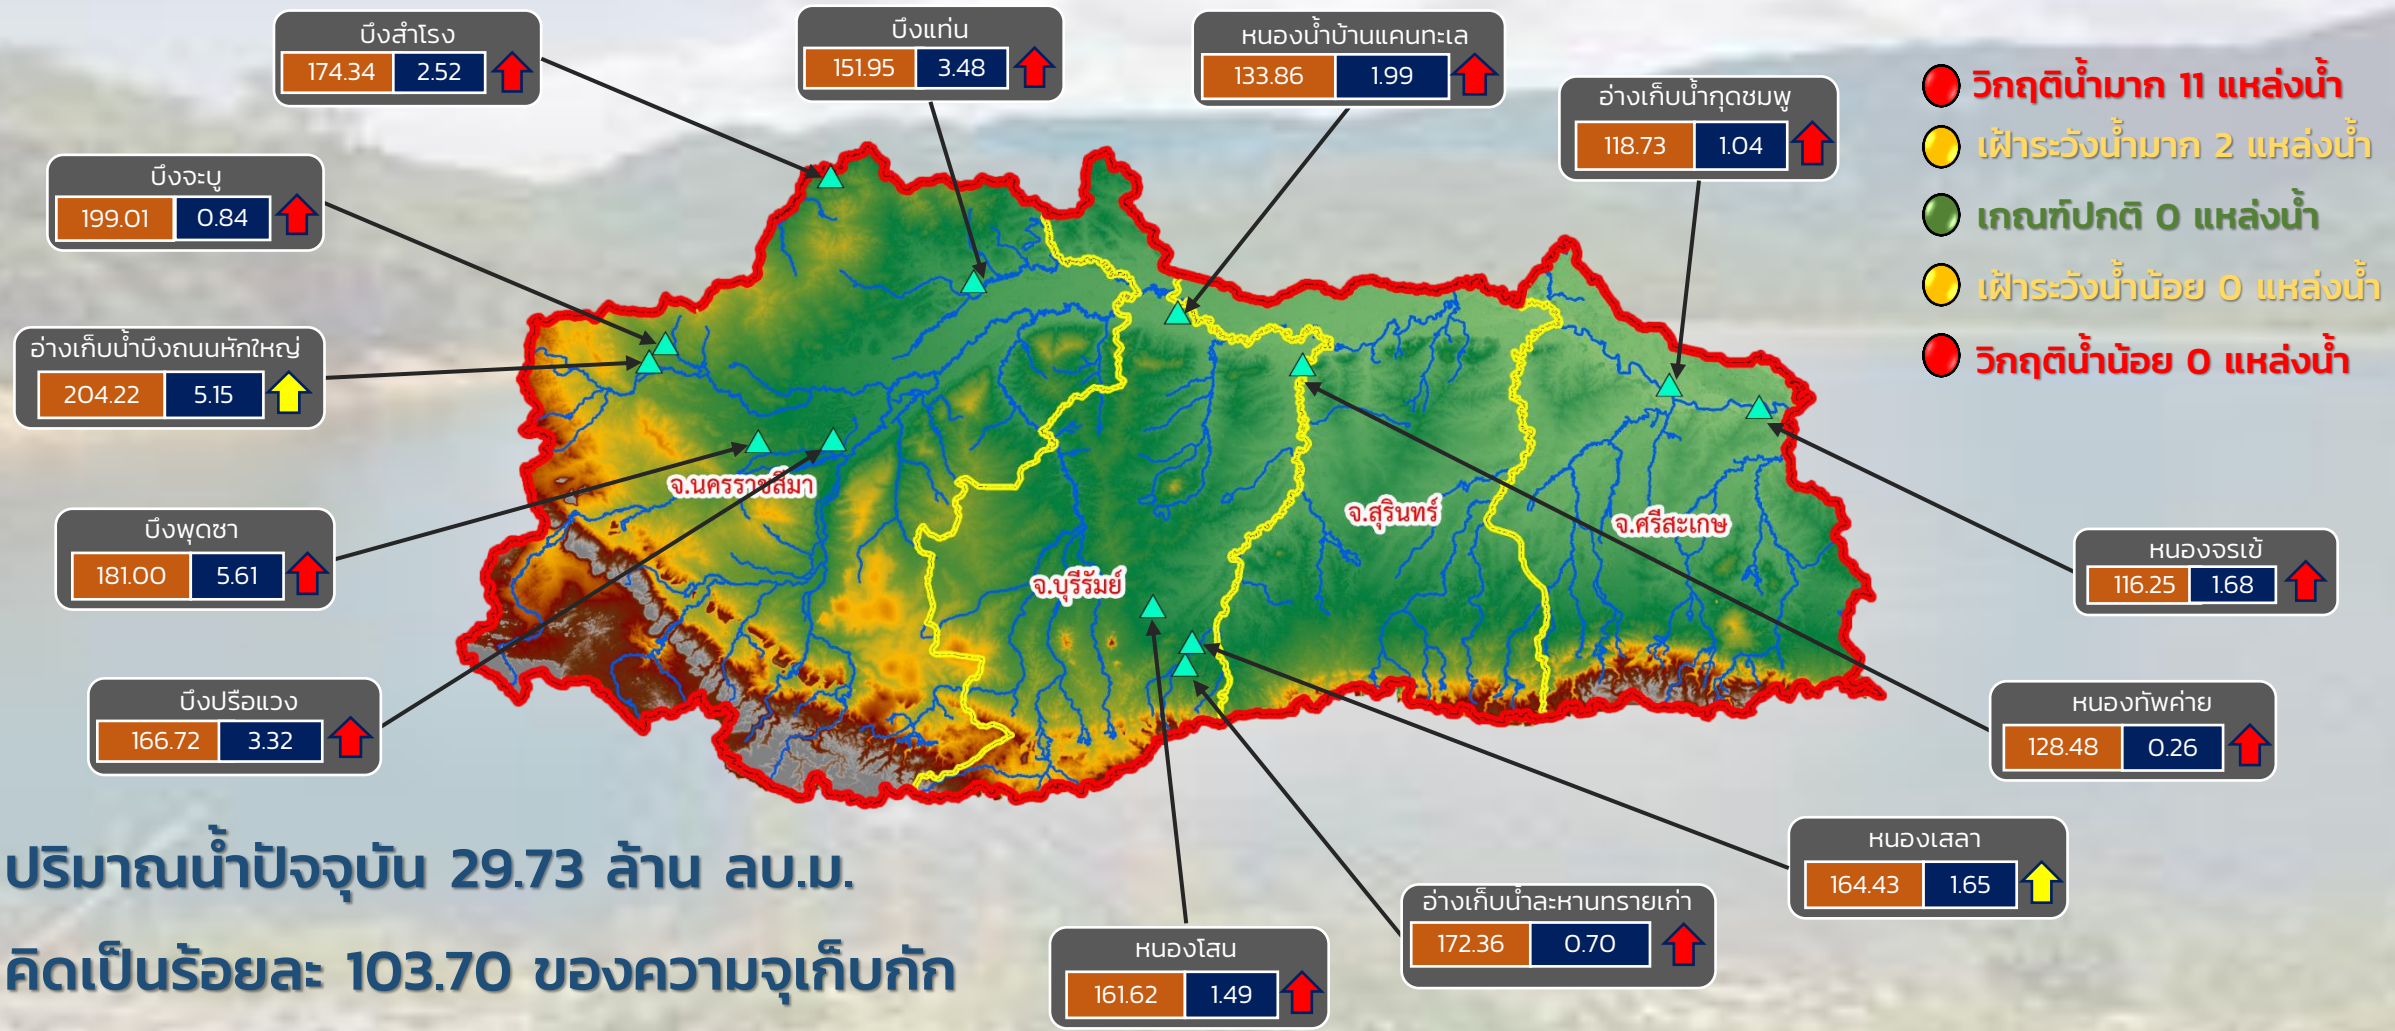 บึงสำโรง
174.34 2.52
บึงแท่น
151.95 3.48
หนองน้ำบ้านแคนทะเล
133.86 1.99
อ่างเก็บน้ำกุดชมพู
118.73 1.04
วิกฤติน้ำมาก 11 แหล่งน้ำ
เฝ้าระวังน้ำมาก 2 แหล่งน้ำ
เกณฑ์ปกติ 0 แหล่งน้ำ
เฝ้าระวังน้ำน้อย 0 แหล่งน้ำ
วิกฤติน้ำน้อย 0 แหล่งน้ำ
บึงจะบู
199.01 0.84
อ่างเก็บน้ำบึงถนนหักใหญ่
204.22 5.15
บึงพุดซา
181.00 5.61
บึงปรือแวง
166.72 3.32
จ.นครราชสีมา
จ.บุรีรัมย์
จ.สุรินทร์
จ.ศรีสะเกษ
หนองจรเข้
116.25 1.68
หนองทัพค่าย
128.48 0.26
หนองเสลา
164.43 1.65
อ่างเก็บน้ำละหานทรายเก่า
172.36 0.70
หนองโสน
161.62 1.49
ปริมาณน้ำปัจจุบัน 29.73 ล้าน ลบ.ม.
คิดเป็นร้อยละ 103.70 ของความจุเก็บกัก